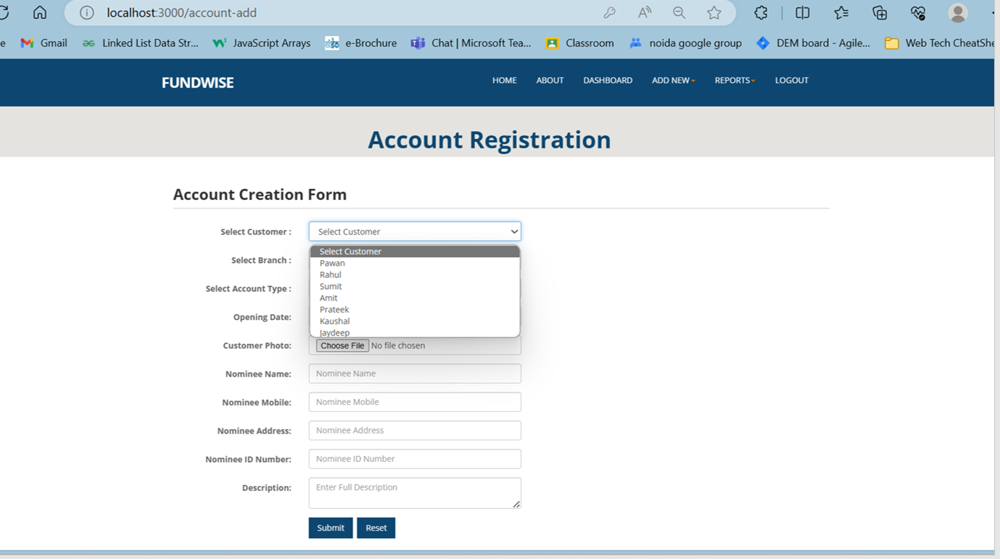 localhost:3000/account-add
Gmail Linked List Data Str... JavaScript Arrays e-Brochure Chat | Microsoft Tea... Classroom noida google group DEM board - Agile... Web Tech CheatShe
FUNDWISE HOME ABOUT DASHBOARD ADD NEW REPORTS LOGOUT
Account Registration
Account Creation Form
Select Customer : Select Customer
Select Customer
Select Branch :
Pawan
Rahul
Sumit
Select Account Type :
Amit
Prateek
Opening Date:
Kaushal
Jaydeep
Customer Photo: Choose File No file chosen
Nominee Name: Nominee Name
Nominee Mobile: Nominee Mobile
Nominee Address: Nominee Address
Nominee ID Number: Nominee ID Number
Description: Enter Full Description
Submit Reset